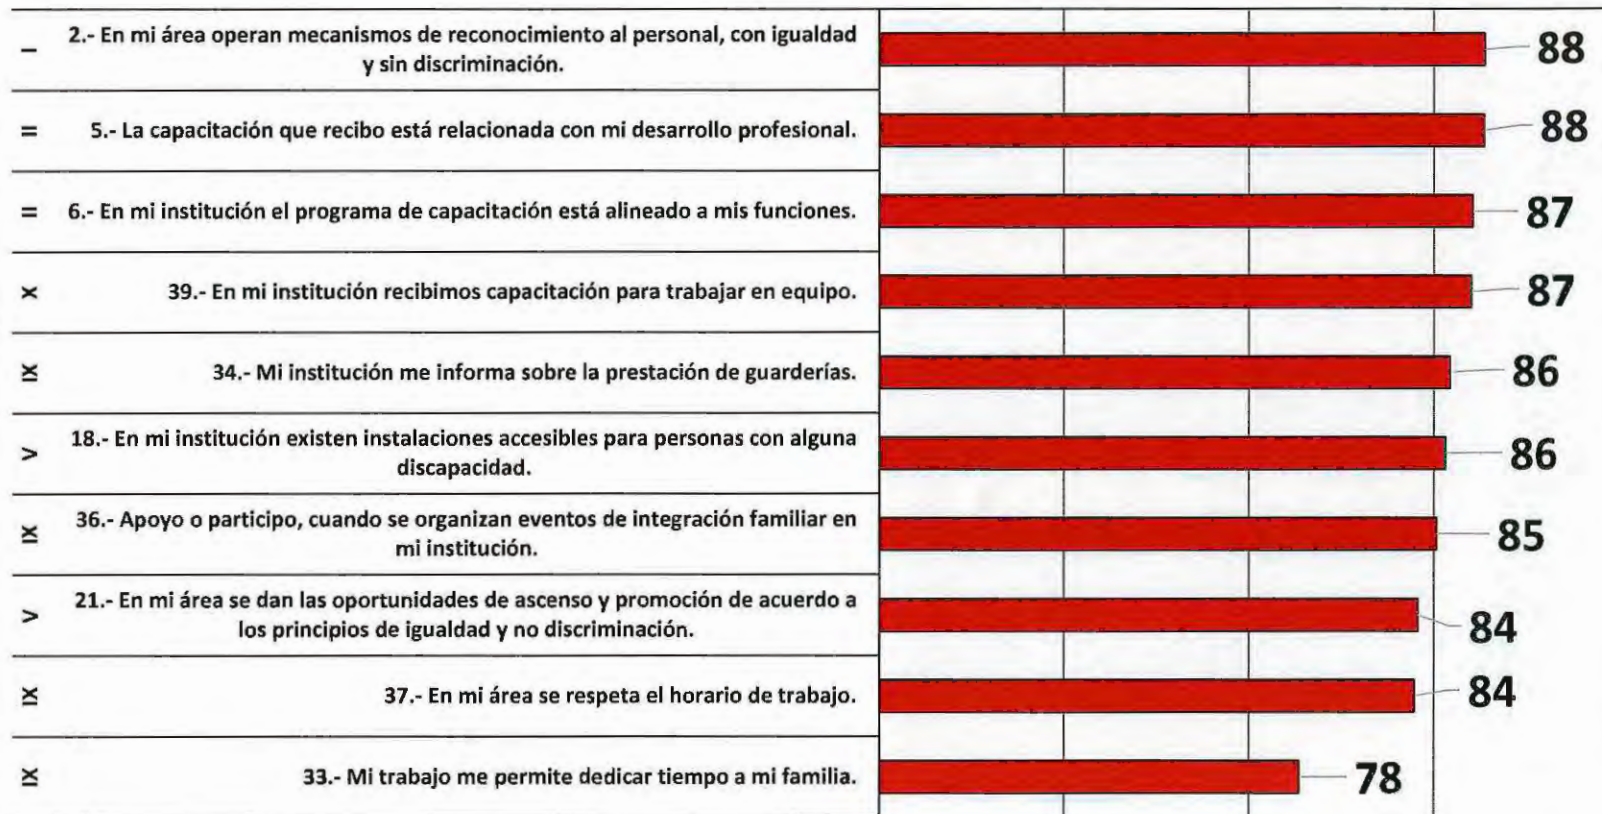 I
2.- En mi área operan mecanismos de reconocimiento al personal, con igualdad
y sin discriminación.
88
II
5.- La capacitación que recibo está relacionada con mi desarrollo profesional.
88
II
6.- En mi institución el programa de capacitación está alineado a mis funciones.
87
X
39.- En mi institución recibimos capacitación para trabajar en equipo.
87
IX
34.- Mi institución me informa sobre la prestación de guarderías.
86
V
18.- En mi institución existen instalaciones accesibles para personas con alguna
discapacidad.
86
IX
36.- Apoyo o participo, cuando se organizan eventos de integración familiar en
mi institución.
85
V
21.- En mi área se dan las oportunidades de ascenso y promoción de acuerdo a
los principios de igualdad y no discriminación.
84
IX
37.- En mi área se respeta el horario de trabajo.
84
IX
33.- Mi trabajo me permite dedicar tiempo a mi familia.
78